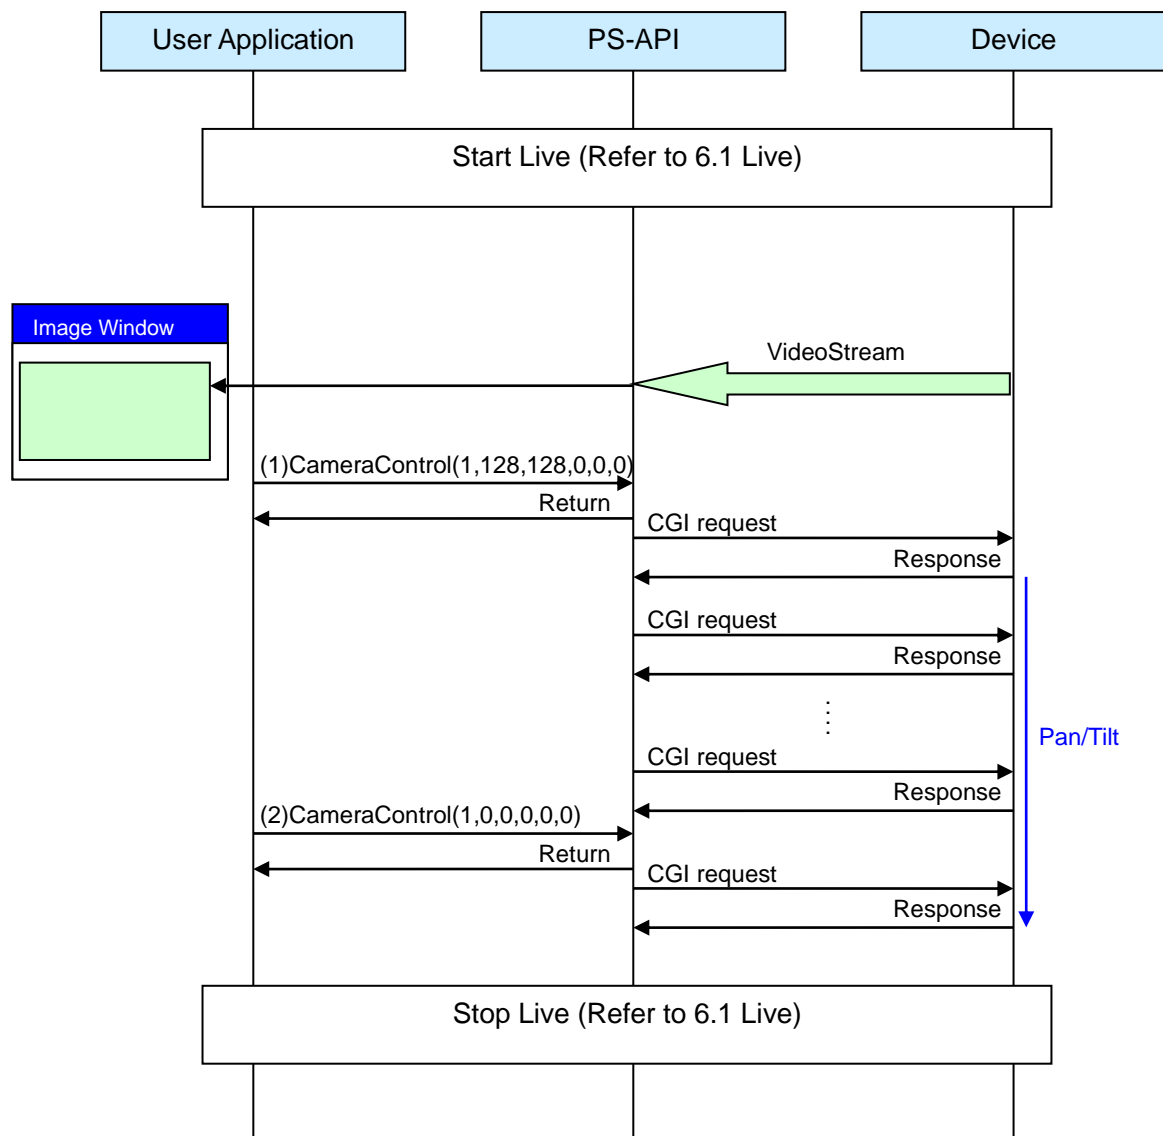 User Application
PS-API
Device
Start Live (Refer to 6.1 Live)
Image Window
VideoStream
(1)CameraControl(1,128,128,0,0,0)
Return
CGI request
Response
CGI request
Response
Pan/Tilt
CGI request
Response
(2)CameraControl(1,0,0,0,0,0)
Return
CGI request
Response
Stop Live (Refer to 6.1 Live)